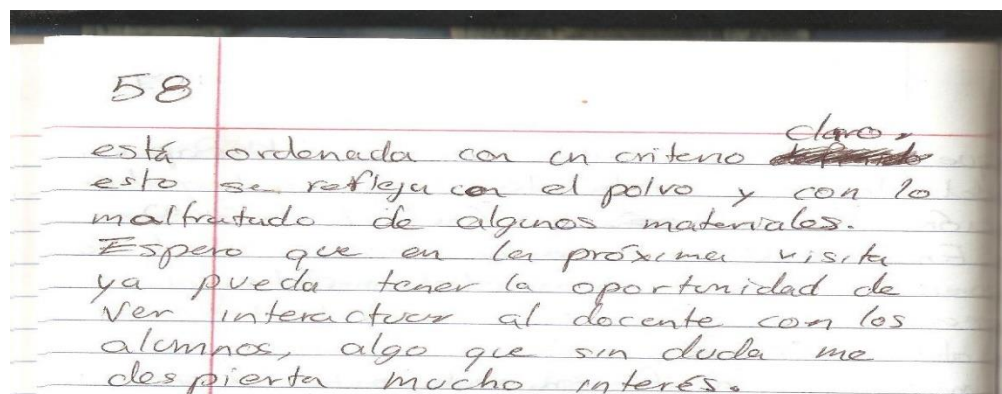 58
claro,
está ordenada con un criterio
esto se refleja con el polvo y con lo
maltratado de algunos materiales.
Espero que en la próxima visita
ya pueda tener la oportunidad de
ver interactuar al docente con los
alumnos, algo que sin duda me
despierta mucho interés.